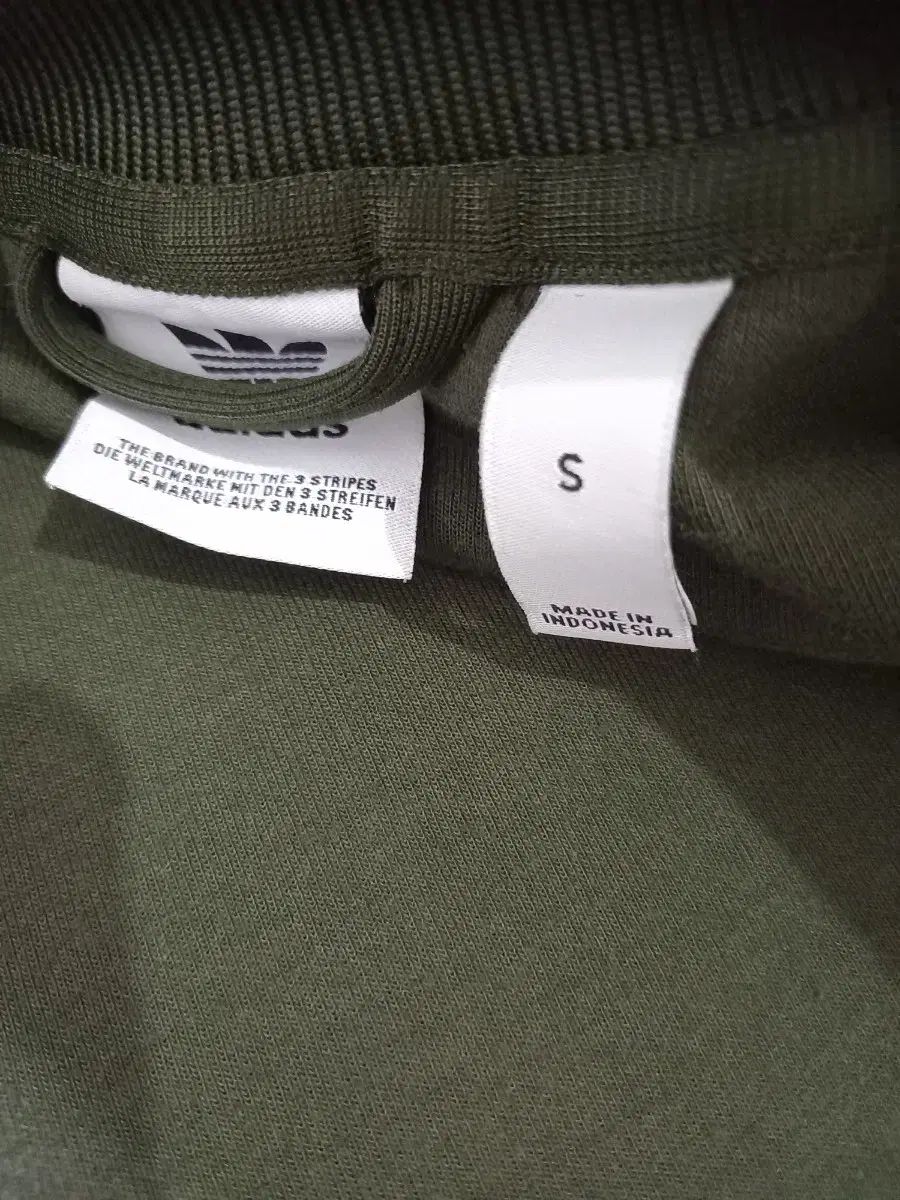 adidas
THE BRAND WITH THE 3 STRIPES
DIE WELTMARKE MIT DEN 3 STREIFEN
LA MARQUE AUX 3 BANDES
S
MADE IN
INDONESIA